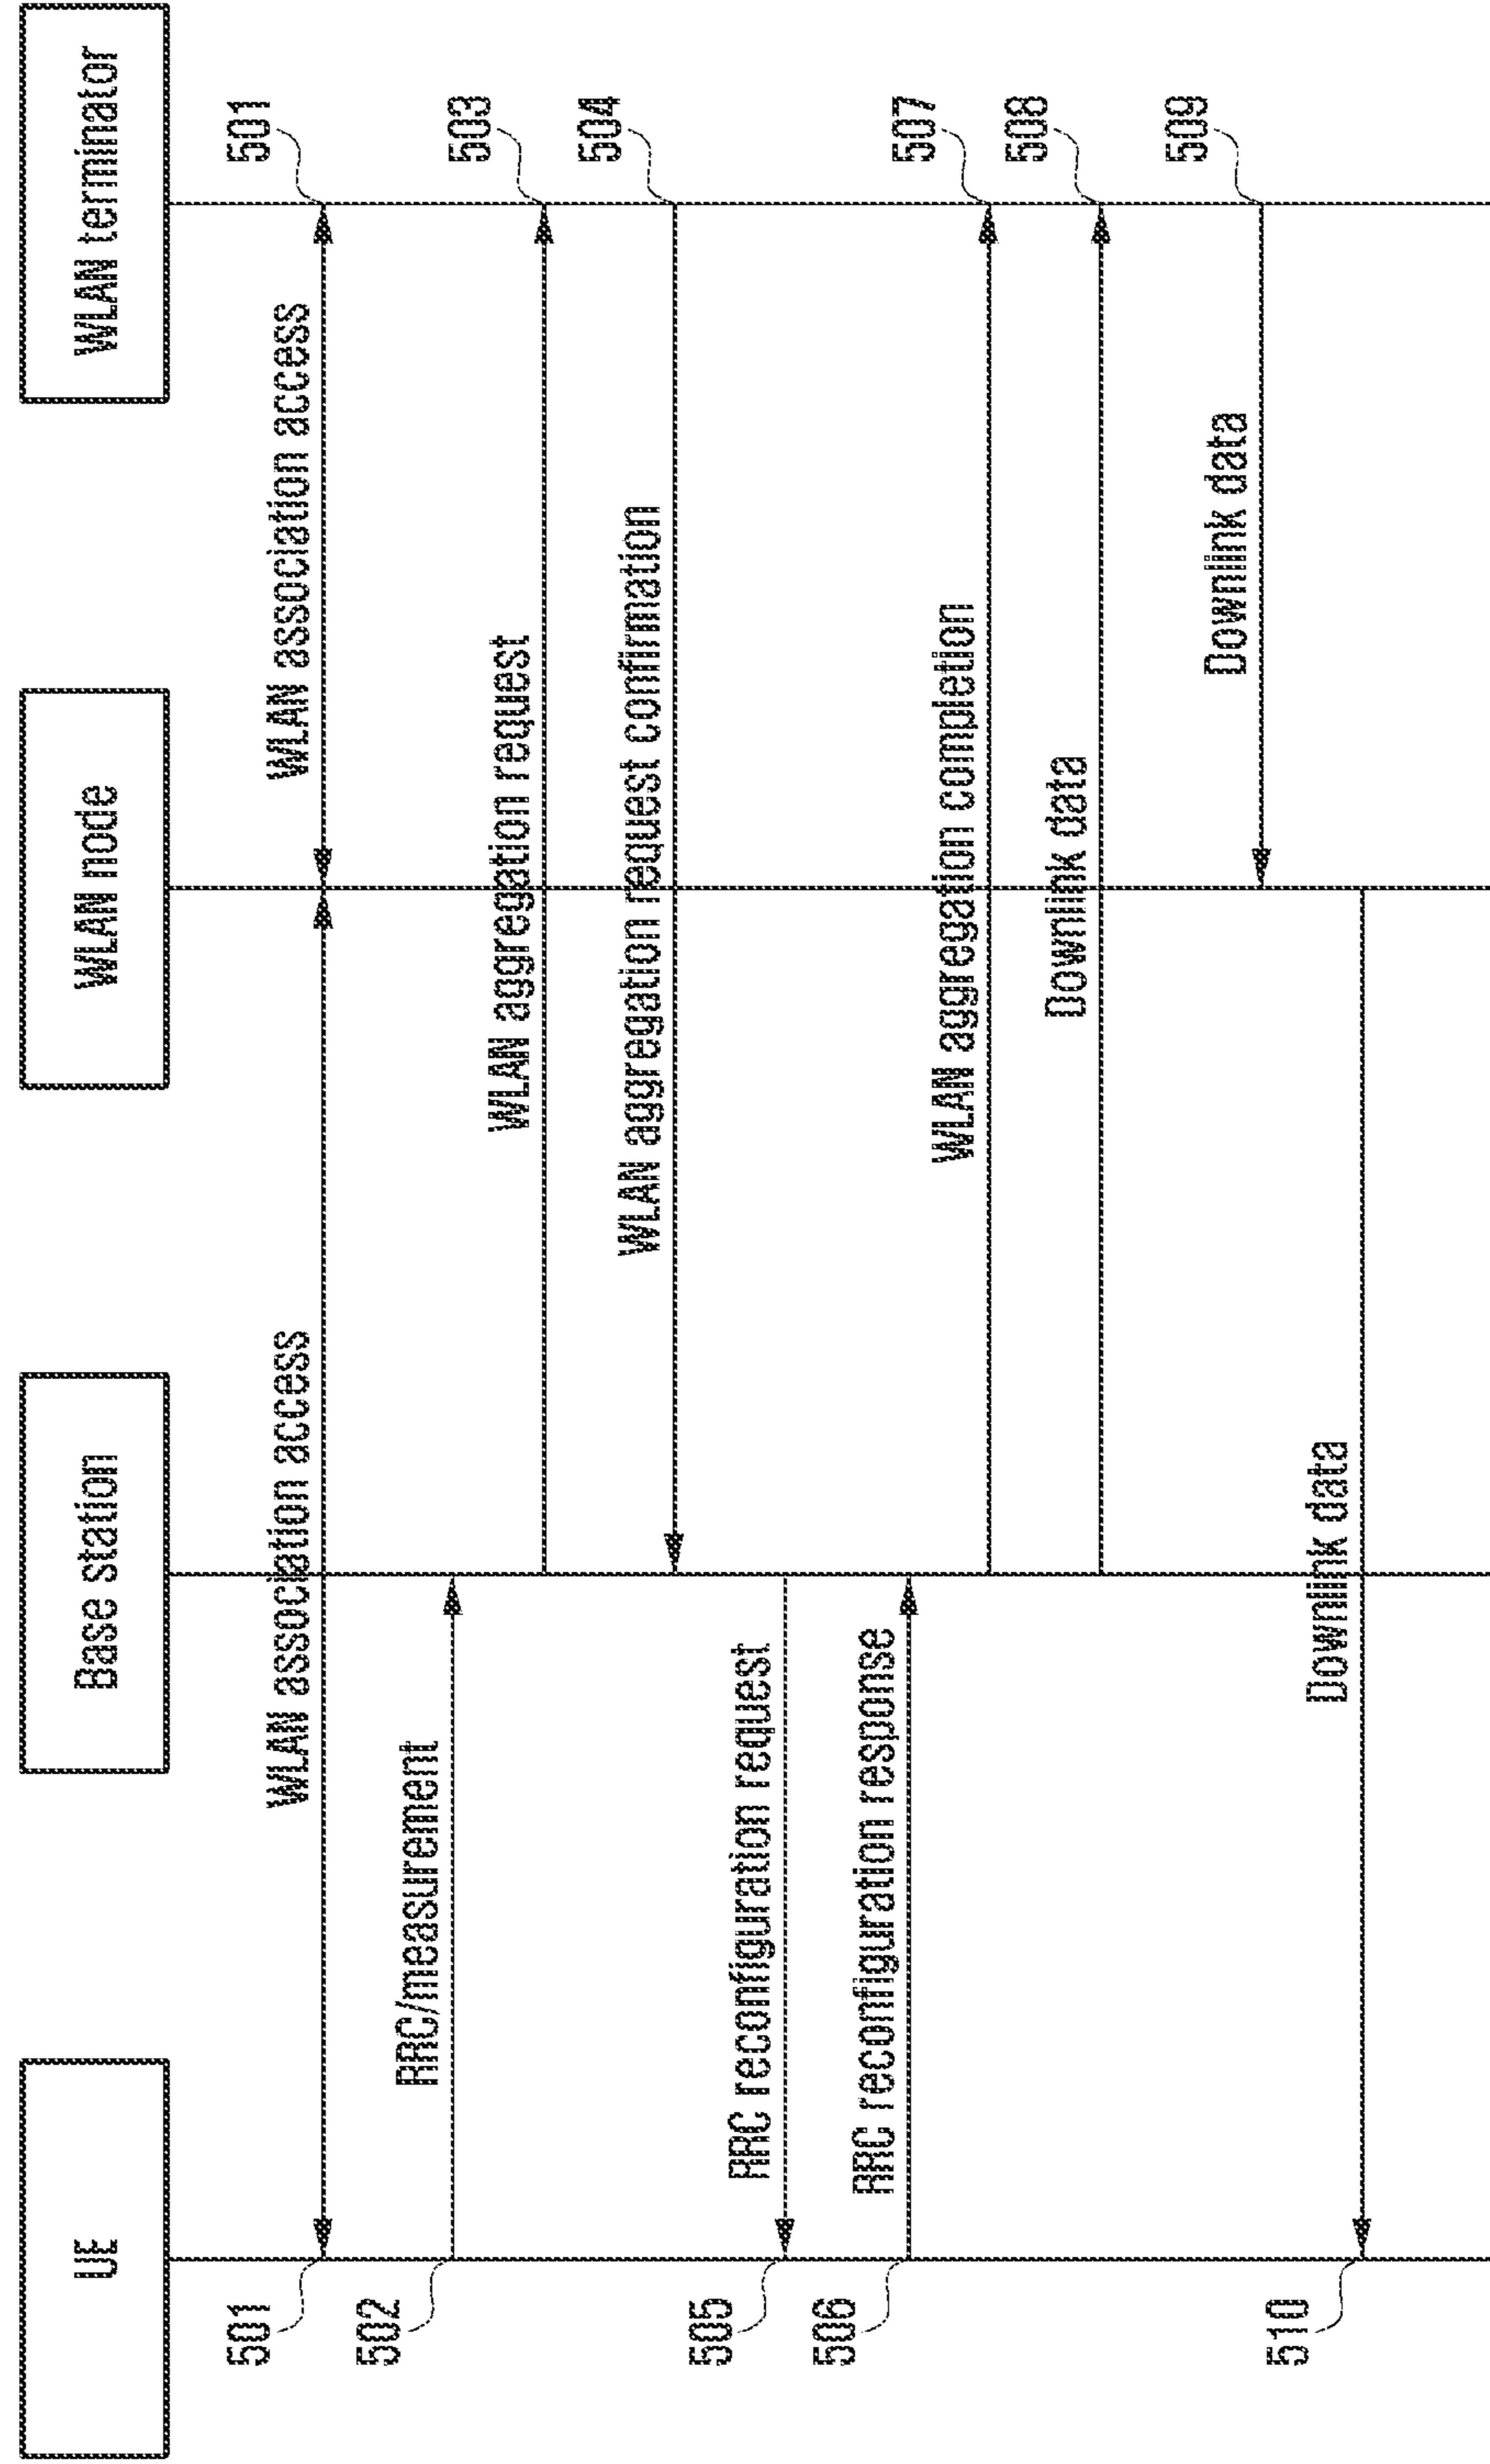 UE
Base station
WLAN node
WLAN terminator
501
WLAN association access
WLAN association access
501
502
RRC/measurement
WLAN aggregation request
503
WLAN aggregation request confirmation
504
505
RRC reconfiguration request
506
RRC reconfiguration response
WLAN aggregation completion
507
Downlink data
508
Downlink data
509
510
Downlink data